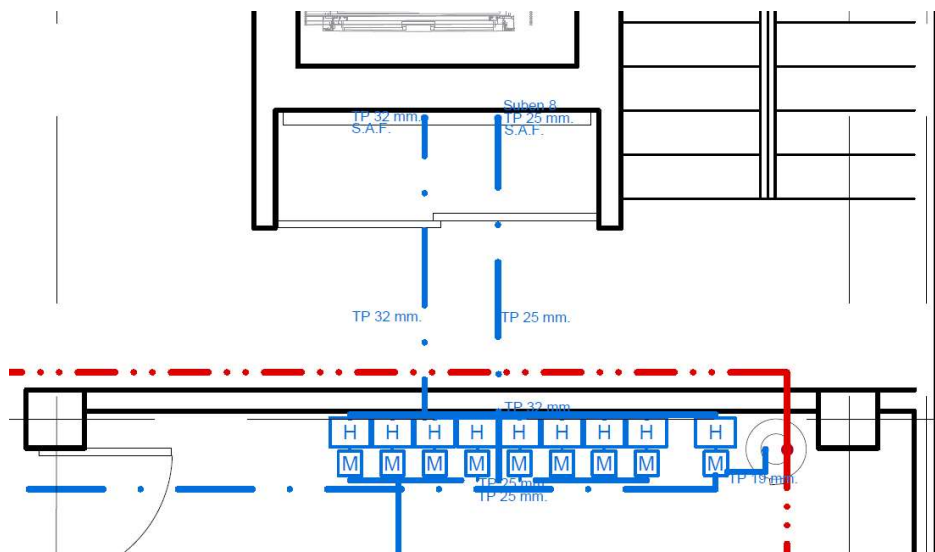 TP 32 mm.
S.A.F.
Suben 8
TP 25 mm.
S.A.F.
TP 32 mm.
TP 25 mm.
TP 32 mm.
H H H H H H H H H
M M M M M M M M M
TP 25 mm.
TP 25 mm.
TP 19 mm.